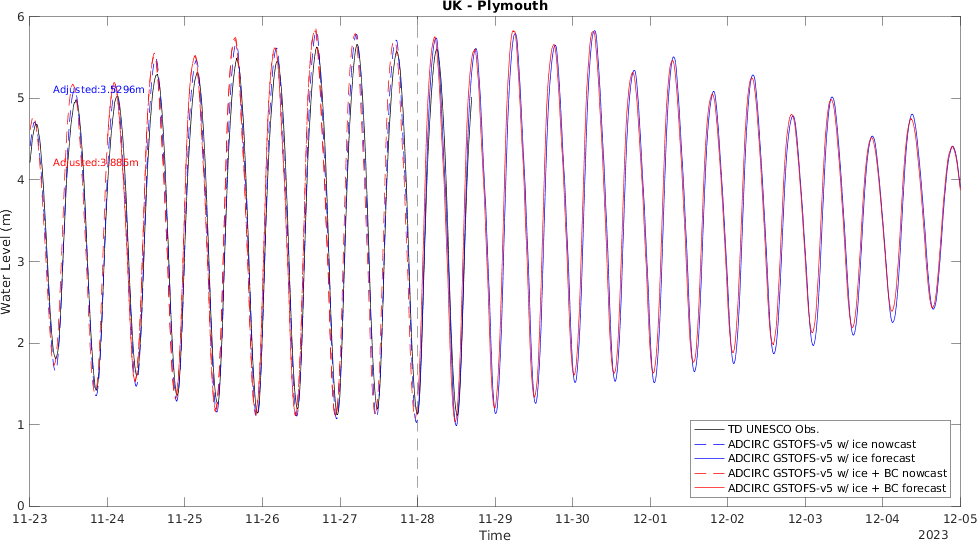 UK - Plymouth
6
5
4
3
2
1
0
Water Level (m)
Adjusted:3.5296m
Adjusted:3.886m
TD UNESCO Obs.
ADCIRC GSTOFS-v5 w/ ice nowcast
ADCIRC GSTOFS-v5 w/ ice forecast
ADCIRC GSTOFS-v5 w/ ice + BC nowcast
ADCIRC GSTOFS-v5 w/ ice + BC forecast
11-23 11-24 11-25 11-26 11-27 11-28 11-29 11-30 12-01 12-02 12-03 12-04 12-05
Time
2023